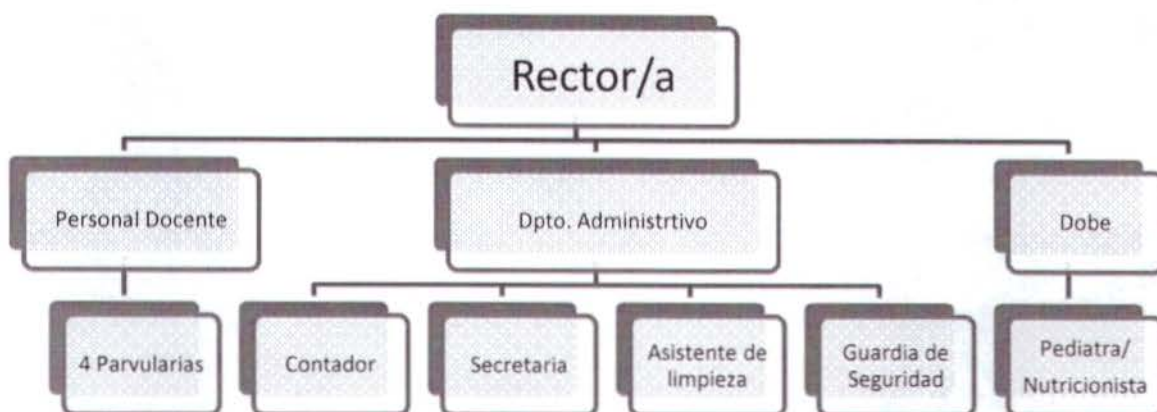 Rector/a
Personal Docente
Dpto. Administrtivo
Dobe
4 Parvularias
Contador
Secretaria
Asistente de
limpieza
Guardia de
Seguridad
Pediatra/
Nutricionista